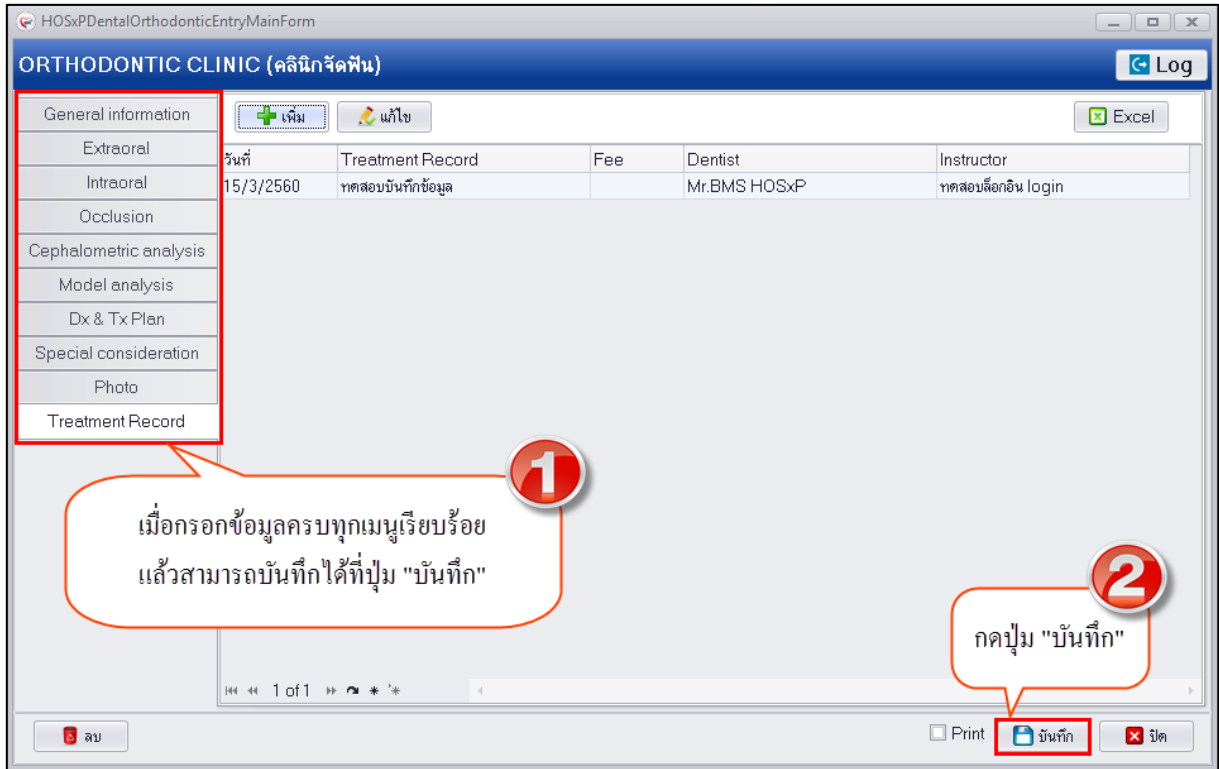 HOSxPDentalOrthodonticEntryMainForm
ORTHODONTIC CLINIC (คลินิกจัดฟัน)
Log
General information
Extraoral
Intraoral
Occlusion
Cephalometric analysis
Model analysis
Dx & Tx Plan
Special consideration
Photo
Treatment Record
เพิ่ม
แก้ไข
Excel
วันที่ Treatment Record Fee Dentist Instructor
15/3/2560 ทดสอบบันทึกข้อมูล Mr.BMS HOSxP ทดสอบล็อกอิน login
1
เมื่อกรอกข้อมูลครบทุกเมนูเรียบร้อย
แล้วสามารถบันทึกได้ที่ปุ่ม "บันทึก"
2
กดปุ่ม "บันทึก"
1 of 1
ลบ
Print
บันทึก
ปิด